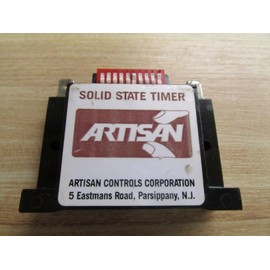 SOLID STATE TIMER
ARTISAN
ARTISAN CONTROLS CORPORATION
5 Eastmans Road, Parsippany, N.J.